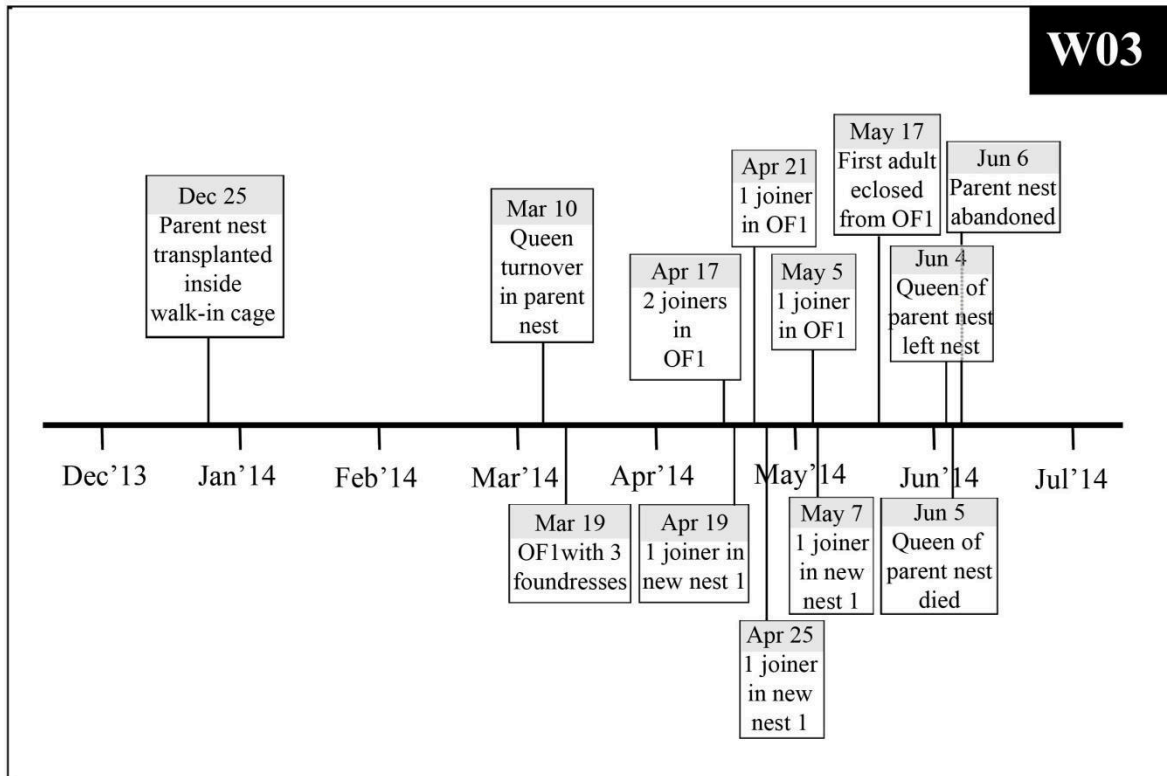 W03
Dec 25
Parent nest
transplanted
inside
walk-in cage
Mar 10
Queen
turnover
in parent
nest
Apr 17
2 joiners
in
OF1
Apr 21
1 joiner
in OF1
May 5
1 joiner
in OF1
May 17
First adult
eclosed
from OF1
Jun 4
Queen of
parent nest
left nest
Jun 6
Parent nest
abandoned
Dec’13
Jan’14
Feb’14
Mar’14
April’14
May’14
Jun’14
Jul’14
Mar 19
OF1with 3
foundresses
Apr 19
1 joiner in
new nest 1
Apr 25
1 joiner
in new
nest 1
May 7
1 joiner
in new
nest 1
Jun 5
Queen of
parent nest
died